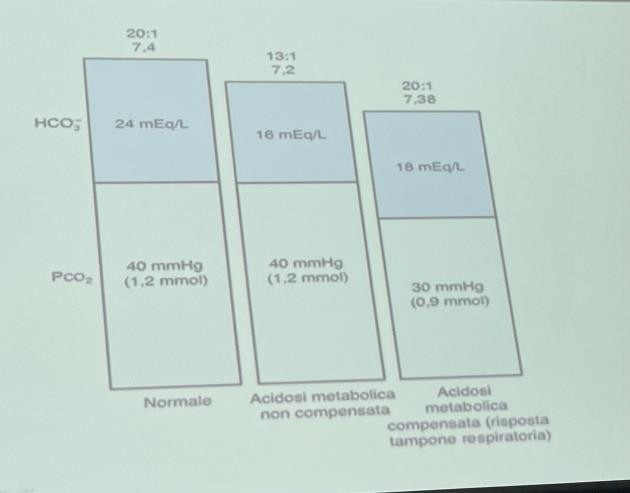 20:1
7,4
13:1
7,2
20:1
7,38
HCO₃⁻
24 mEq/L
16 mEq/L
18 mEq/L
PCO₂
40 mmHg
(1,2 mmol)
40 mmHg
(1,2 mmol)
30 mmHg
(0,9 mmol)
Normale
Acidosi metabolica
non compensata
Acidosi
metabolica
compensata (risposta
tampone respiratoria)